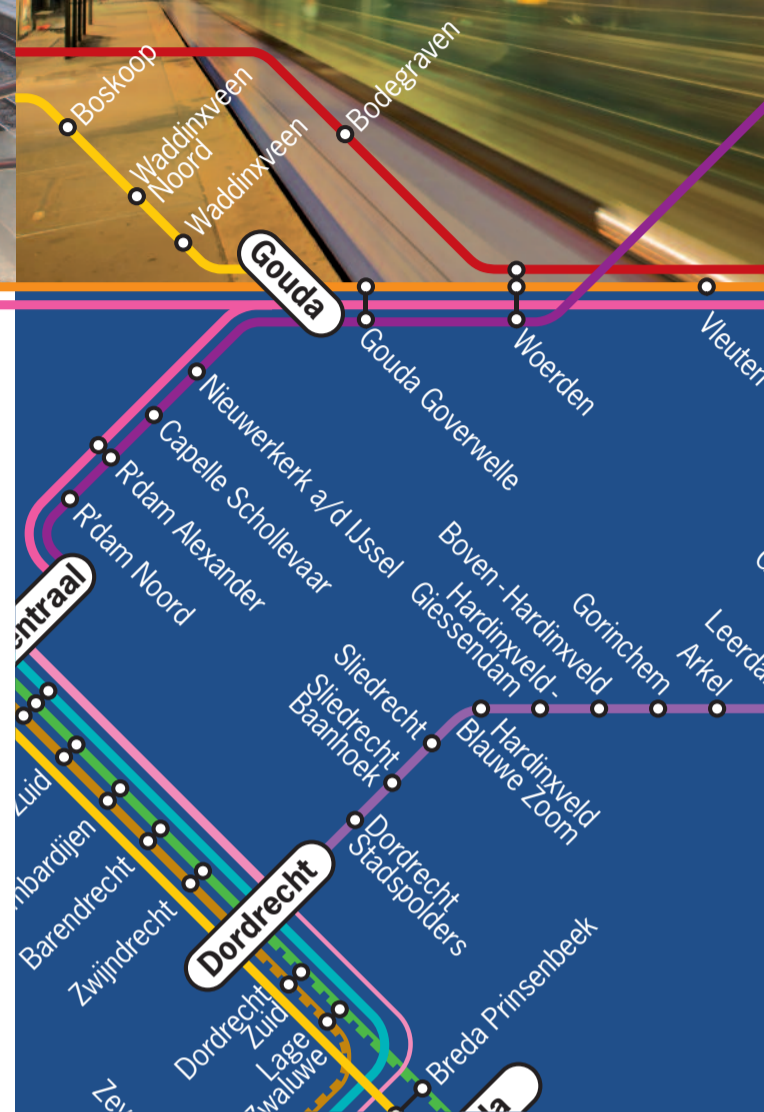 Boskoop
Waddinxveen
Noord
Waddinxveen
Bodegraven
Gouda
Gouda Goverwelle
Woerden
Vleuten
Nieuwerkerk a/d IJssel
Capelle Schollevaar
R'dam Alexander
R'dam Noord
entraal
Boven-Hardinxveld
Hardinxveld-
Giessendam
Gorinchem
Leerda
Arkel
Sliedrecht
Sliedrecht
Baanhoek
Hardinxveld
Blauwe Zoom
Dordrecht
Stadspolders
Zuid
mbardijen
Barendrecht
Zwijndrecht
Dordrecht
Dordrecht
Zuid
Lage
Zwaluwe
Breda Prinsenbeek
Zev
da